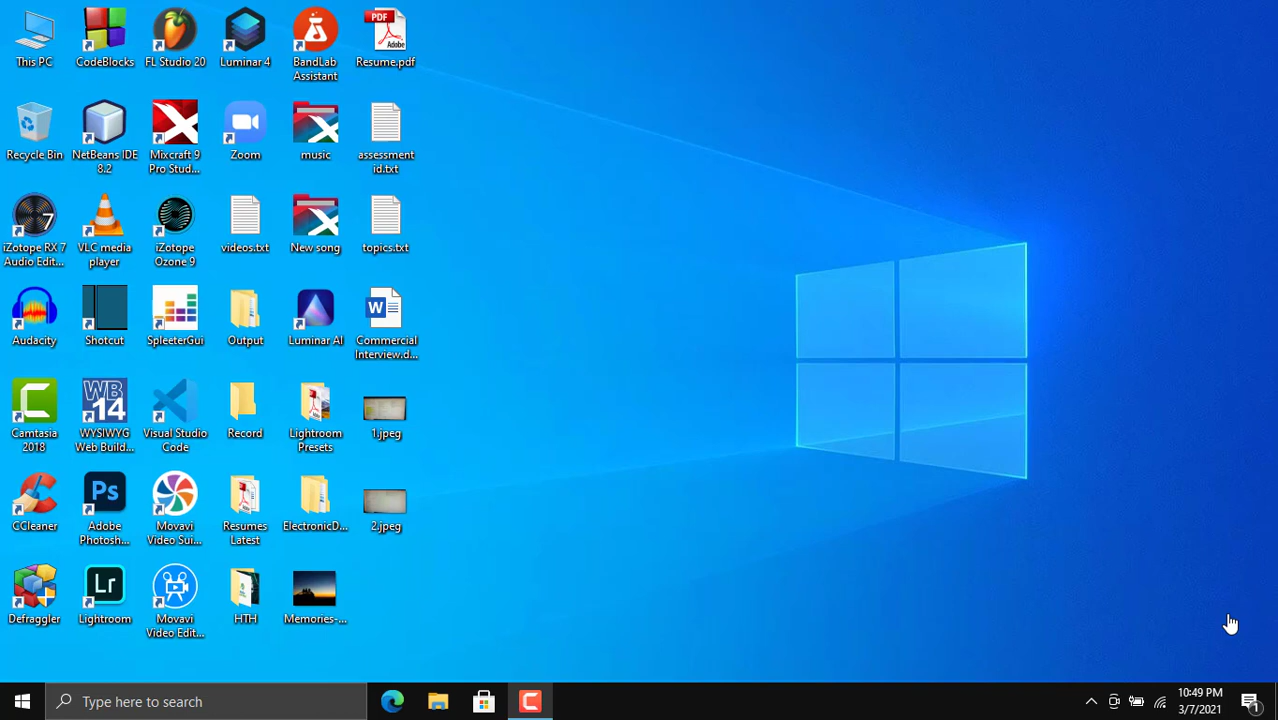 This PC
CodeBlocks
FL Studio 20
Luminar 4
BandLab
Assistant
PDF
Adobe
Resume.pdf
Recycle Bin
NetBeans IDE
8.2
Mixcraft 9
Pro Stud...
Zoom
music
assessment
id.txt
7
iZotope RX 7
Audio Edit...
VLC media
player
iZotope
Ozone 9
videos.txt
New song
topics.txt
Audacity
Shotcut
SpleeterGui
Output
Luminar AI
W
Commercial
Interview.d...
C
Camtasia
2018
WB
14
WYSIWYG
Web Build...
Visual Studio
Code
Record
Lightroom
Presets
1.jpeg
CCleaner
Ps
Adobe
Photosh...
Movavi
Video Sui...
Resumes
Latest
ElectronicD...
2.jpeg
Defraggler
Lr
Lightroom
Movavi
Video Edit...
HTH
Memories-...
Type here to search
C
10:49 PM
3/7/2021
1